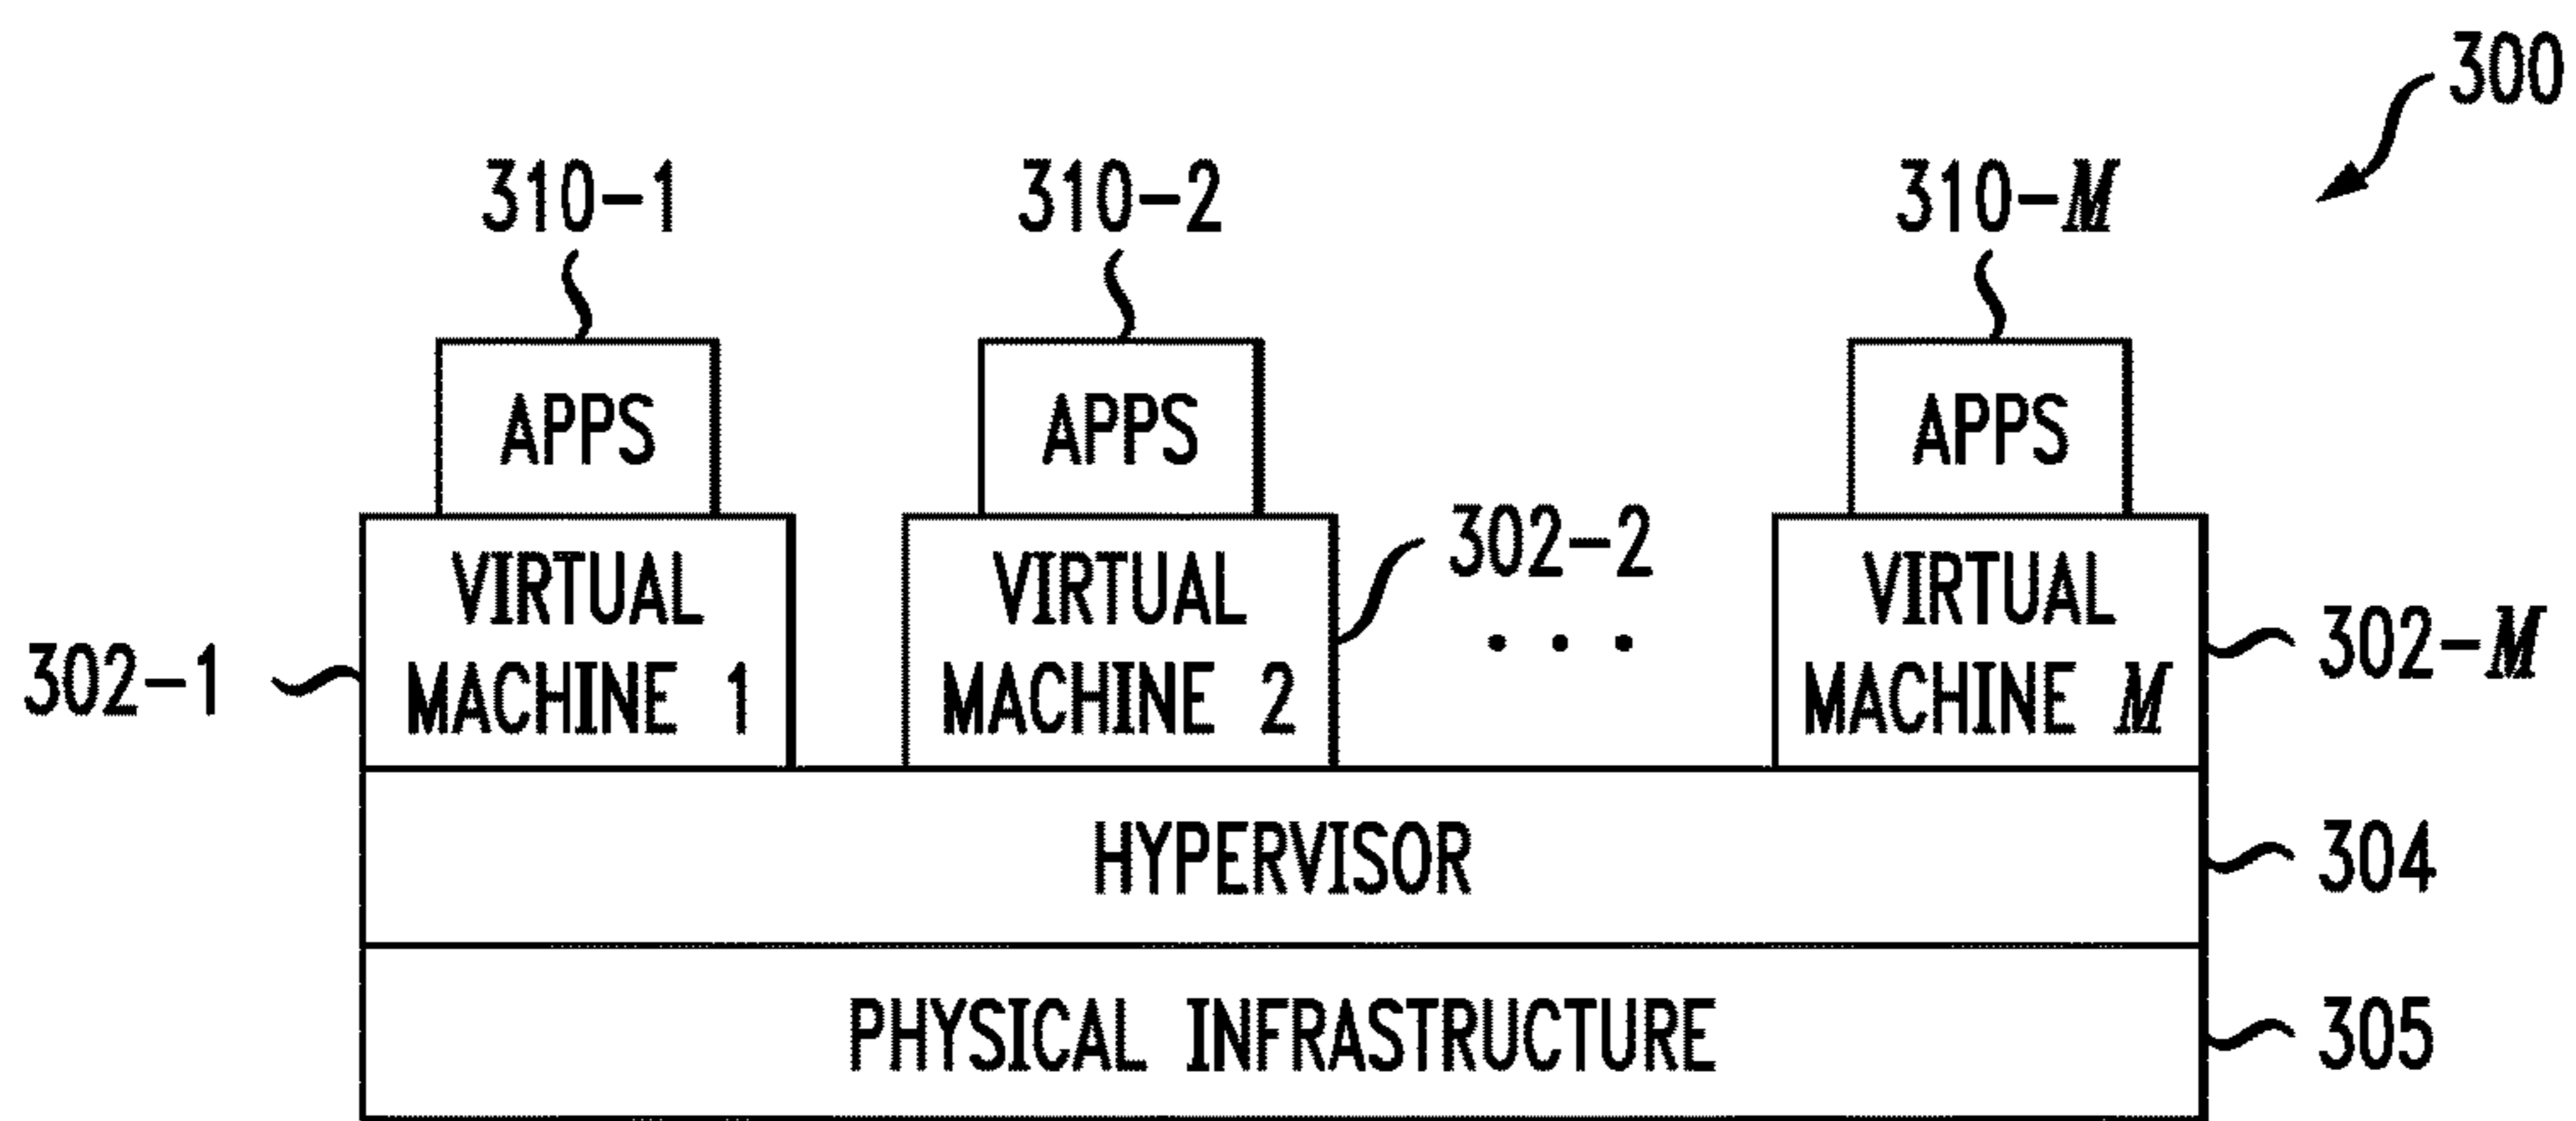 300
310-1
310-2
310-M
APPS
APPS
APPS
VIRTUAL
MACHINE 1
VIRTUAL
MACHINE 2
VIRTUAL
MACHINE M
302-1
302-2
. . .
302-M
HYPERVISOR
304
PHYSICAL INFRASTRUCTURE
305